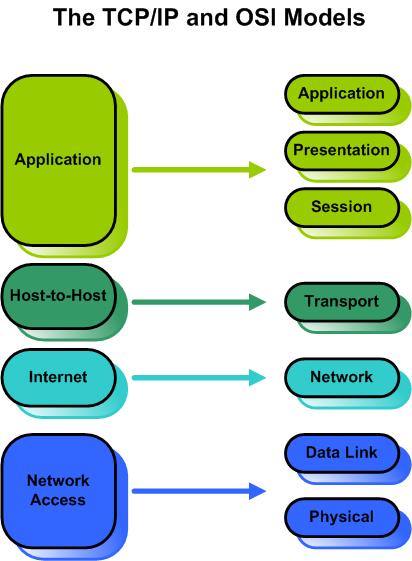 The TCP/IP and OSI Models
Application
Application
Presentation
Session
Host-to-Host
Transport
Internet
Network
Network
Access
Data Link
Physical